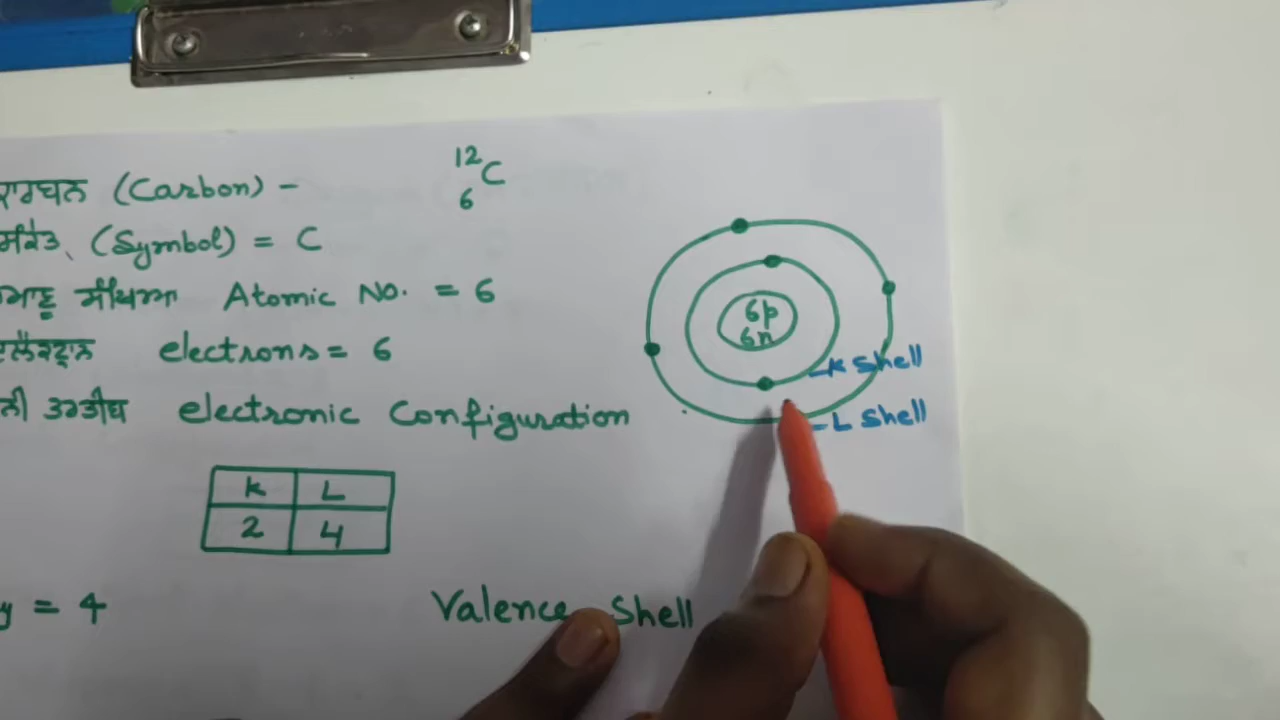 (Carbon) – ¹²₆C
(Symbol) = C
Atomic No. = 6
electrons = 6
electronic Configuration
K L
2 4
= 4
Valence Shell
6p
6n
K Shell
L Shell